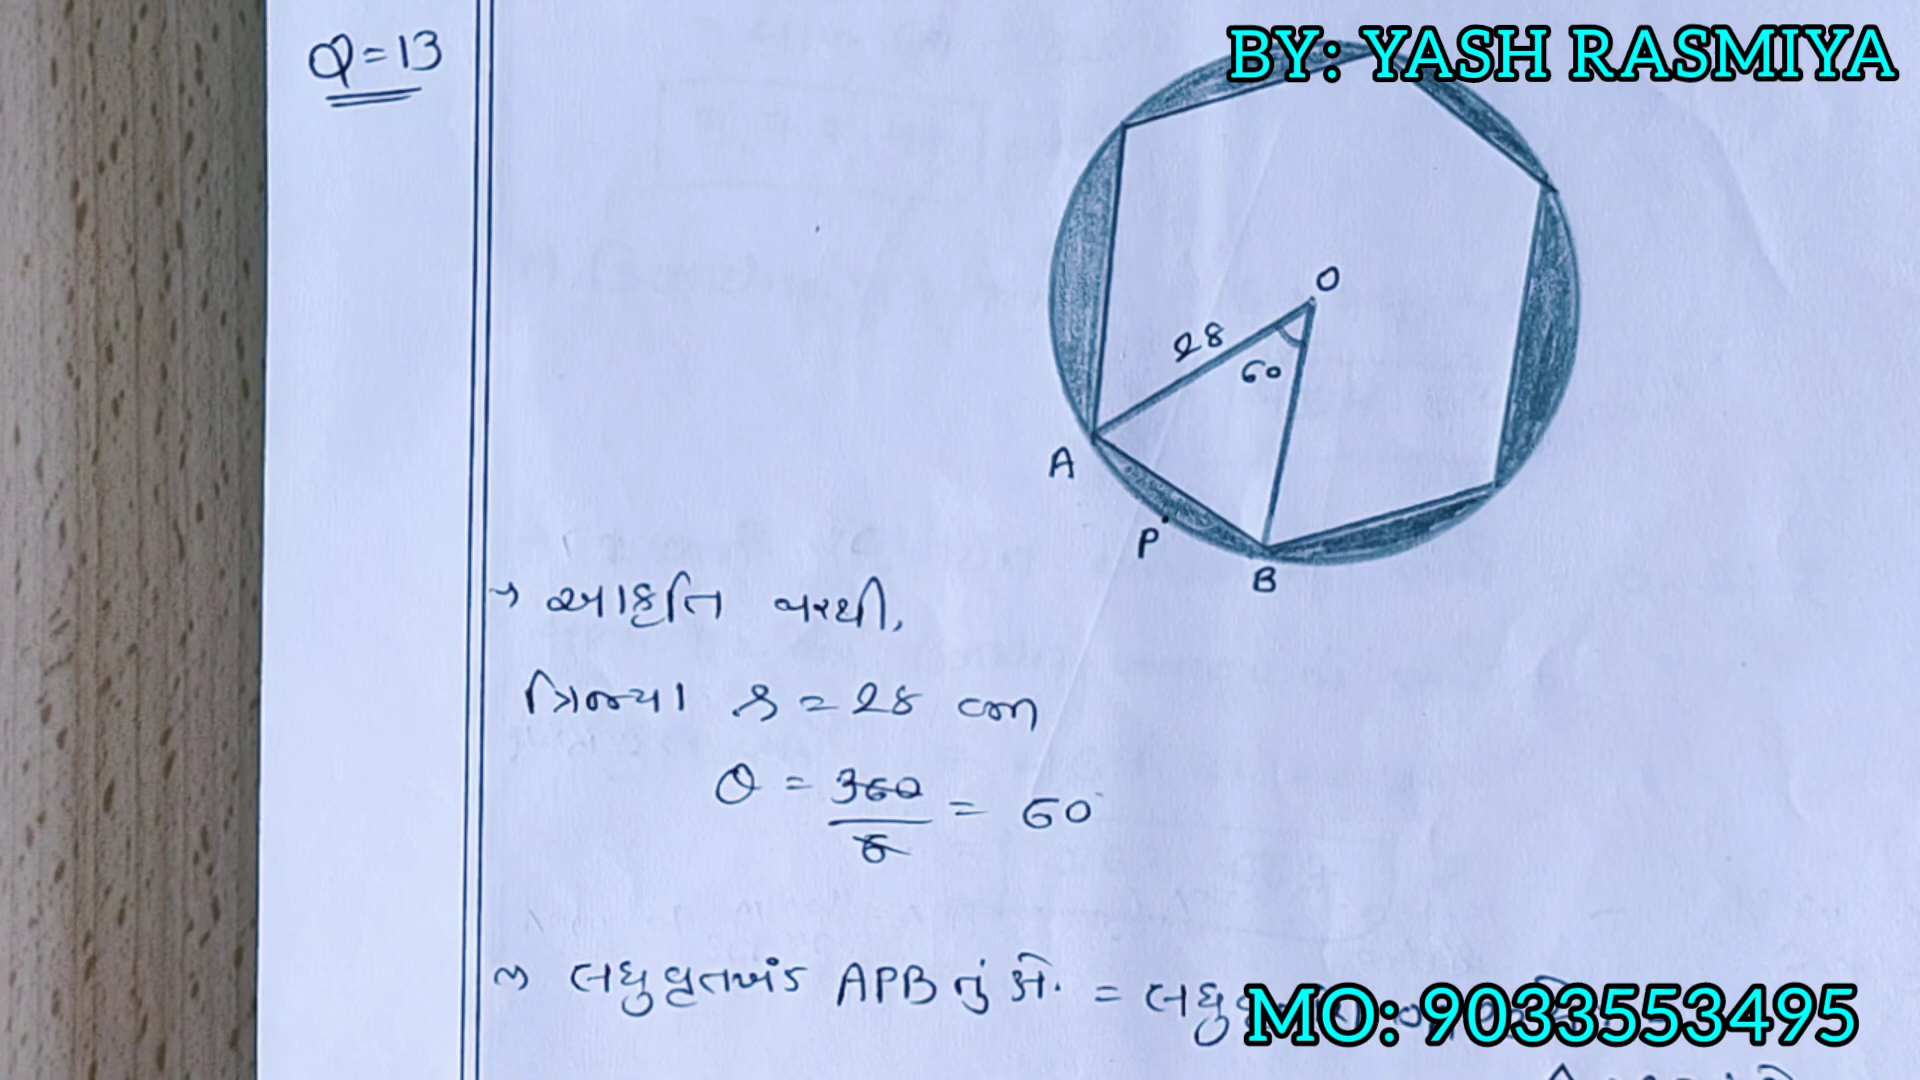 BY: YASH RASMIYA
Q=13
O
28
60
A
P
B
→ આકૃતિ પરથી,
ત્રિજ્યા r = 28 cm
θ = 360/6 = 60
→ લઘુવૃતખંડ APB નું ક્ષે. = લઘુ
MO: 9033553495